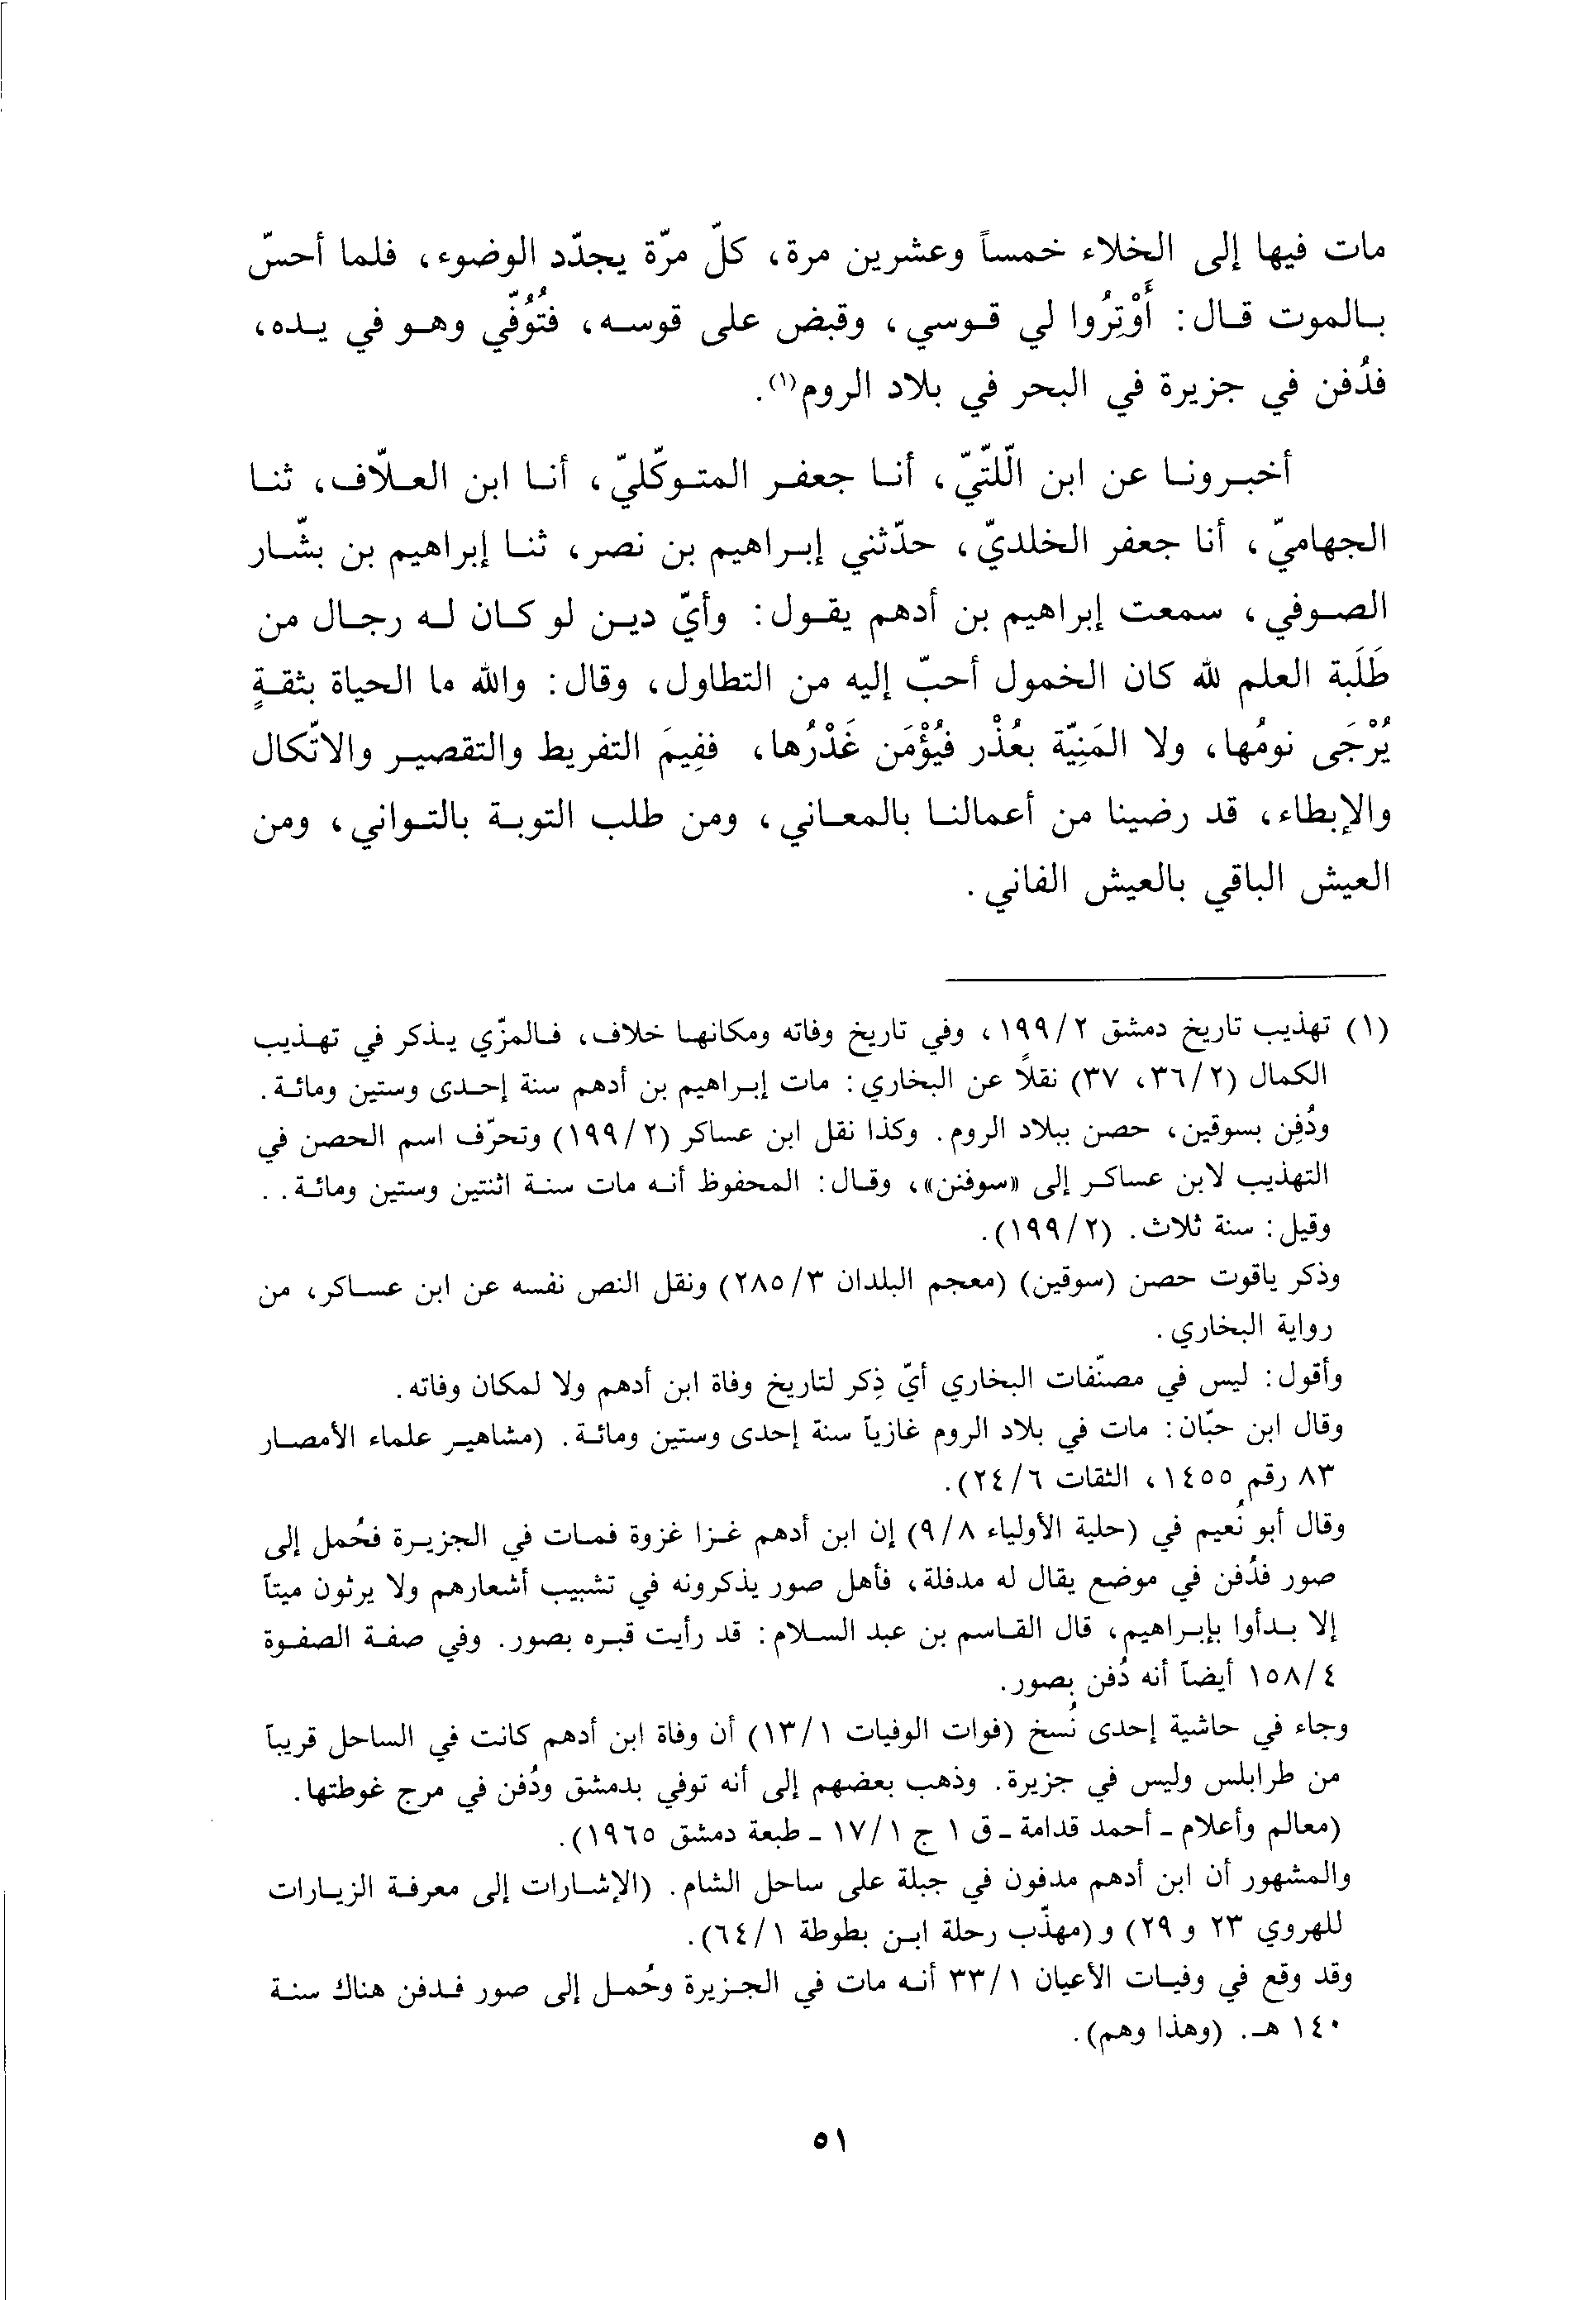 مات فيها إلى الخلاء خمساً وعشرين مرة، كلّ مرّة يجدّد الوضوء، فلما أحسّ
بالموت قال: أَوْتِرُوا لي قوسي، وقبض على قوسه، فتُوُفّي وهو في يده،
فدُفن في جزيرة في البحر في بلاد الروم(١).
أخبرونا عن ابن الّلتّيّ، أنا جعفر المتوكّليّ، أنا ابن العلّاف، ثنا
الجهاميّ، أنا جعفر الخلديّ، حدّثني إبراهيم بن نصر، ثنا إبراهيم بن بشّار
الصوفي، سمعت إبراهيم بن أدهم يقول: وأيّ دين لو كان له رجال من
طَلَبة العلم لله كان الخمول أحبّ إليه من التطاول، وقال: والله ما الحياة بثقةٍ
يُرْجَى نومُها، ولا المَنِيّة بعُذْر فيُؤْمَن غَدْرُها، ففِيمَ التفريط والتقصير والاتّكال
والإبطاء، قد رضينا من أعمالنا بالمعاني، ومن طلب التوبة بالتواني، ومن
العيش الباقي بالعيش الفاني.
(١) تهذيب تاريخ دمشق ١٩٩/٢، وفي تاريخ وفاته ومكانها خلاف، فالمزّي يذكر في تهذيب
الكمال (٣٦/٢، ٣٧) نقلاً عن البخاري: مات إبراهيم بن أدهم سنة إحدى وستين ومائة.
ودُفِن بسوقين، حصن ببلاد الروم. وكذا نقل ابن عساكر (١٩٩/٢) وتحرّف اسم الحصن في
التهذيب لابن عساكر إلى «سوفنن»، وقال: المحفوظ أنه مات سنة اثنتين وستين ومائة..
وقيل: سنة ثلاث. (١٩٩/٢).
وذكر ياقوت حصن (سوقين) (معجم البلدان ٢٨٥/٣) ونقل النص نفسه عن ابن عساكر، من
رواية البخاري.
وأقول: ليس في مصنّفات البخاري أيّ ذِكر لتاريخ وفاة ابن أدهم ولا لمكان وفاته.
وقال ابن حبّان: مات في بلاد الروم غازياً سنة إحدى وستين ومائة. (مشاهير علماء الأمصار
٨٣ رقم ١٤٥٥، الثقات ٢٤/٦).
وقال أبو نُعيم في (حلية الأولياء ٩/٨) إن ابن أدهم غزا غزوة فمات في الجزيرة فحُمل إلى
صور فدُفن في موضع يقال له مدفلة، فأهل صور يذكرونه في تشبيب أشعارهم ولا يرثون ميتاً
إلا بدأوا بإبراهيم، قال القاسم بن عبد السلام: قد رأيت قبره بصور. وفي صفة الصفوة
١٥٨/٤ أيضاً أنه دُفن بصور.
وجاء في حاشية إحدى نُسخ (فوات الوفيات ١٣/١) أن وفاة ابن أدهم كانت في الساحل قريباً
من طرابلس وليس في جزيرة. وذهب بعضهم إلى أنه توفي بدمشق ودُفن في مرج غوطتها.
(معالم وأعلام - أحمد قدامة - ق ١ ج ١٧/١ - طبعة دمشق ١٩٦٥).
والمشهور أن ابن أدهم مدفون في جبلة على ساحل الشام. (الإشارات إلى معرفة الزيارات
للهروي ٢٣ و ٢٩) و (مهذّب رحلة ابن بطوطة ٦٤/١).
وقد وقع في وفيات الأعيان ٣٣/١ أنه مات في الجزيرة وحُمل إلى صور فدفن هناك سنة
١٤٠ هـ. (وهذا وهم).
٥١